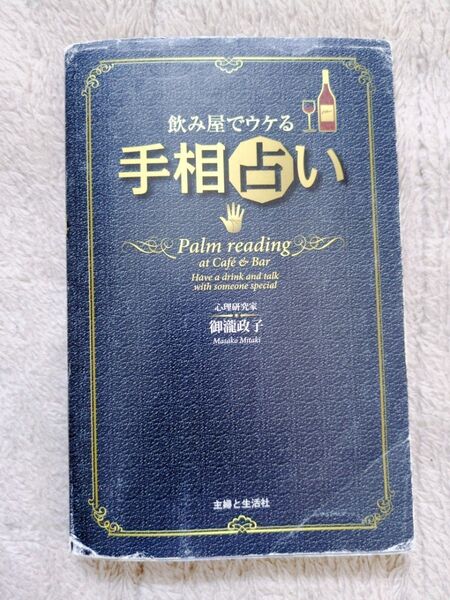 飲み屋でウケる
手相占い
Palm reading
at Café & Bar
Have a drink and talk
with someone special
心理研究家
御瀧政子
Masako Mitaki
主婦と生活社